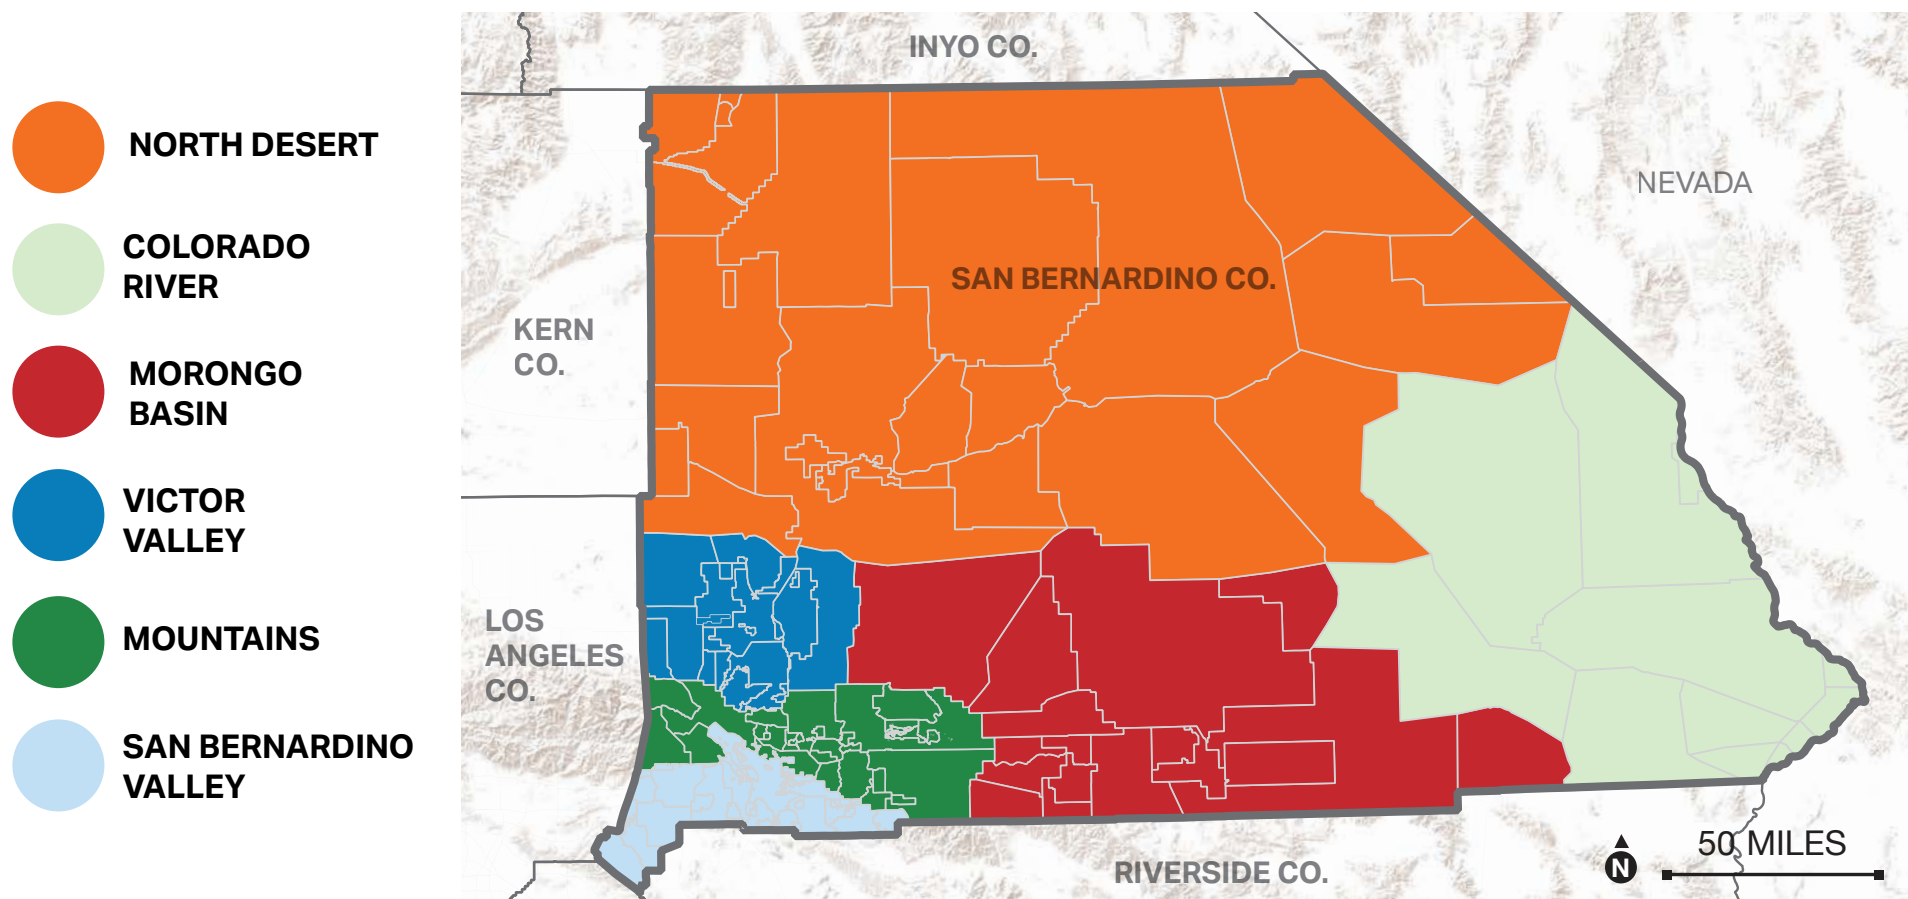 NORTH DESERT
COLORADO
RIVER
MORONGO
BASIN
VICTOR
VALLEY
MOUNTAINS
SAN BERNARDINO
VALLEY
INYO CO.
NEVADA
SAN BERNARDINO CO.
KERN
CO.
LOS
ANGELES
CO.
RIVERSIDE CO.
N
50 MILES